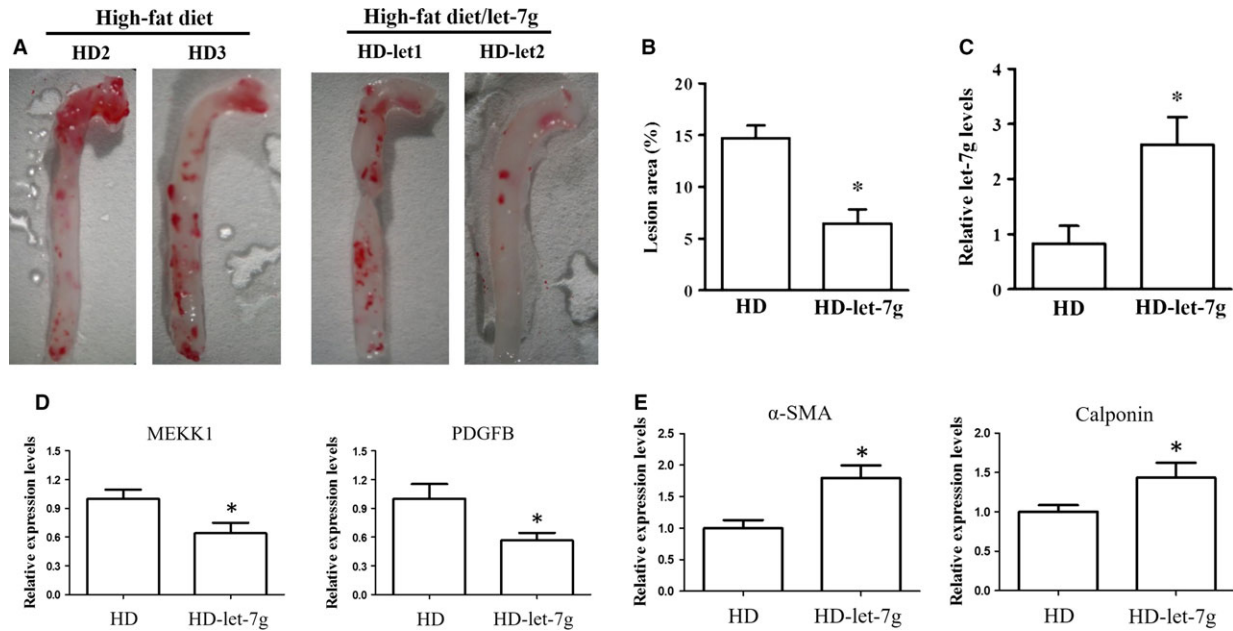 High-fat diet
High-fat diet/let-7g
A
HD2
HD3
HD-let1
HD-let2
B
Lesion area (%)
20
15
10
5
0
*
HD
HD-let-7g
C
Relative let-7g levels
4
3
2
1
0
*
HD
HD-let-7g
D
MEKK1
Relative expression levels
1.5
1.2
0.9
0.6
0.3
0.0
*
HD
HD-let-7g
PDGFB
Relative expression levels
1.5
1.2
0.9
0.6
0.3
0.0
*
HD
HD-let-7g
E
α-SMA
Relative expression levels
2.5
2.0
1.5
1.0
0.5
0.0
*
HD
HD-let-7g
Calponin
Relative expression levels
2.0
1.5
1.0
0.5
0.0
*
HD
HD-let-7g